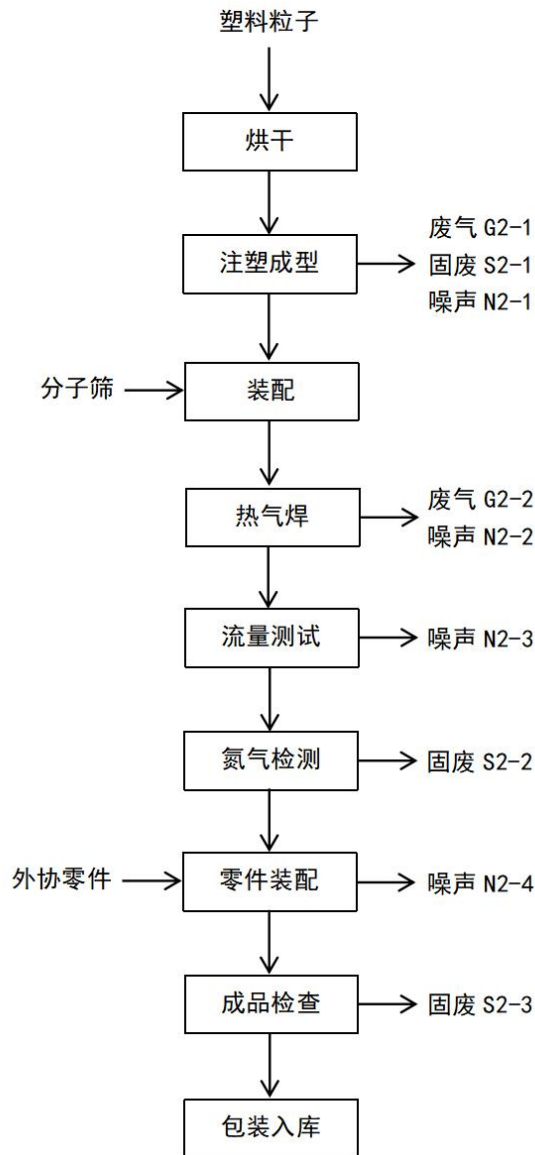 塑料粒子
烘干
废气 G2-1
注塑成型
固废 S2-1
噪声 N2-1
分子筛
装配
热气焊
废气 G2-2
噪声 N2-2
流量测试
噪声 N2-3
氮气检测
固废 S2-2
外协零件
零件装配
噪声 N2-4
成品检查
固废 S2-3
包装入库